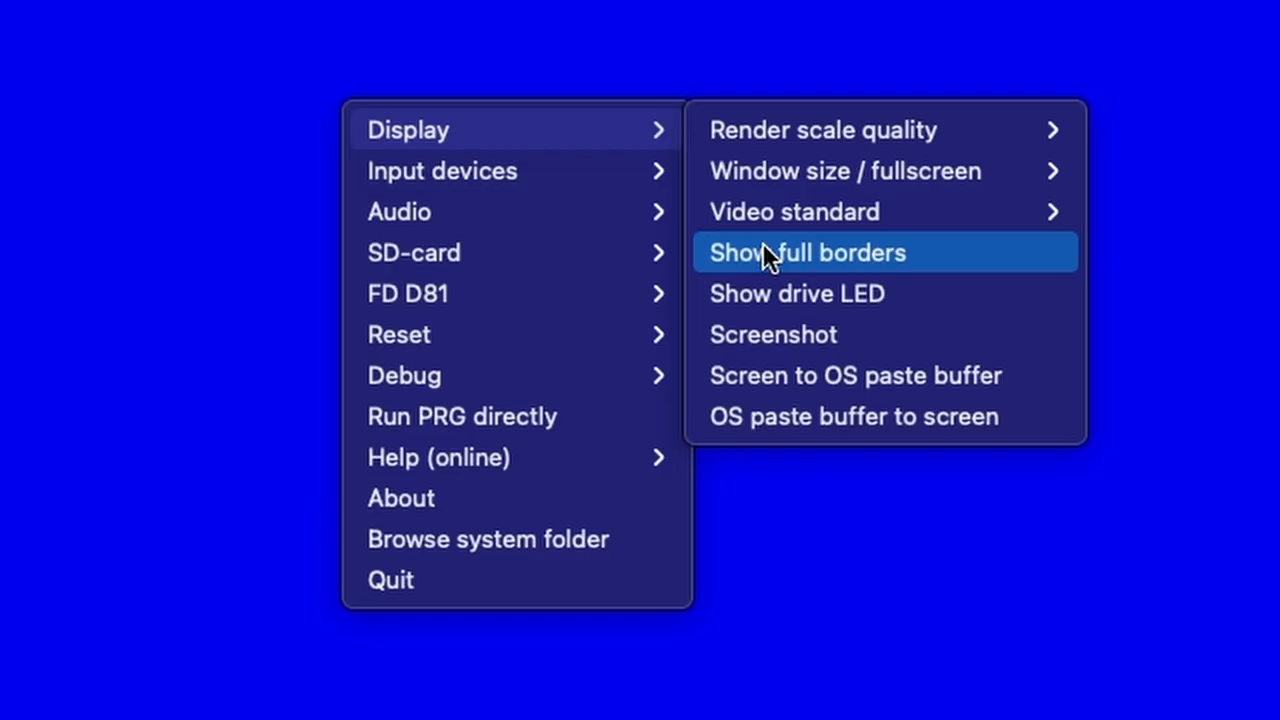 Display
Input devices
Audio
SD-card
FD D81
Reset
Debug
Run PRG directly
Help (online)
About
Browse system folder
Quit
Render scale quality
Window size / fullscreen
Video standard
Show full borders
Show drive LED
Screenshot
Screen to OS paste buffer
OS paste buffer to screen